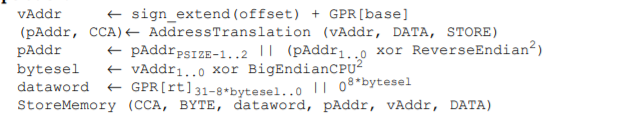 vAddr ← sign_extend(offset) + GPR[base]
(pAddr, CCA)← AddressTranslation (vAddr, DATA, STORE)
pAddr ← pAddrPSIZE-1..2 || (pAddr1..0 xor ReverseEndian2)
bytesel ← vAddr1..0 xor BigEndianCPU2
dataword ← GPR[rt]31-8*bytesel..0 || 08*bytesel
StoreMemory (CCA, BYTE, dataword, pAddr, vAddr, DATA)